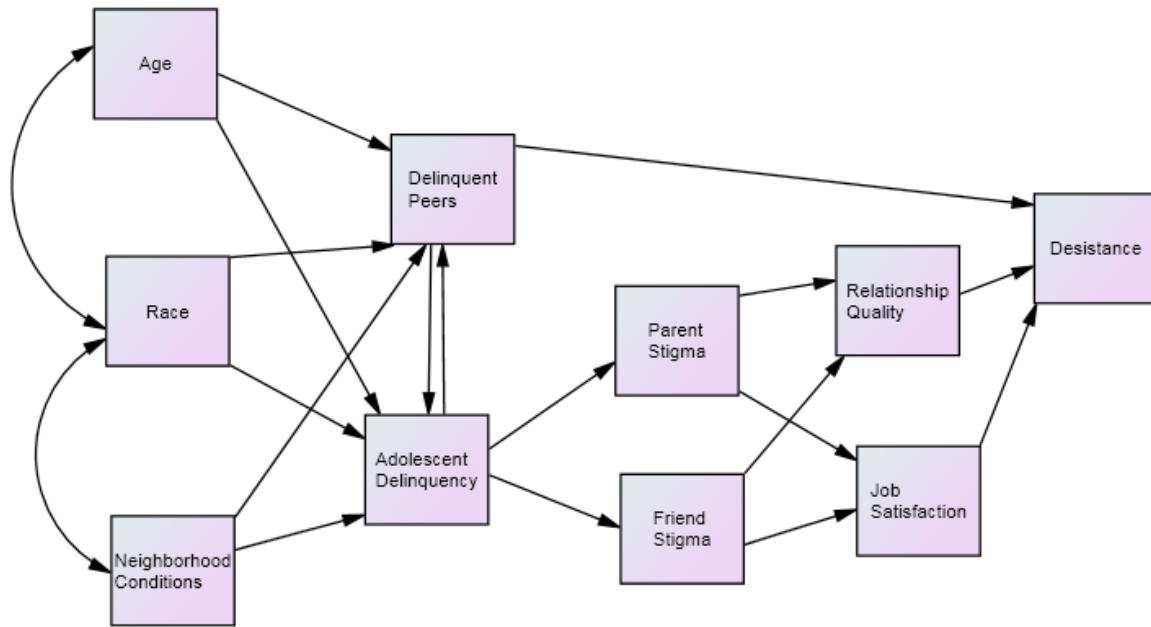 Age
Delinquent
Peers
Desistance
Race
Relationship
Quality
Parent
Stigma
Adolescent
Delinquency
Job
Satisfaction
Friend
Stigma
Neighborhood
Conditions